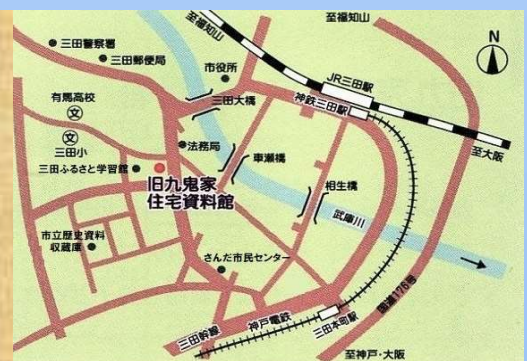 至福知山
至福知山
N
三田警察署
三田郵便局
市役所
JR三田駅
神鉄三田駅
有馬高校
文
三田大橋
文
三田小
法務局
車瀬橋
至大阪
三田ふるさと学習館
旧九鬼家
住宅資料館
相生橋
武庫川
市立歴史資料
収蔵庫
さんだ市民センター
国道176号
三田幹線
神戸電鉄
三田本町駅
至神戸・大阪